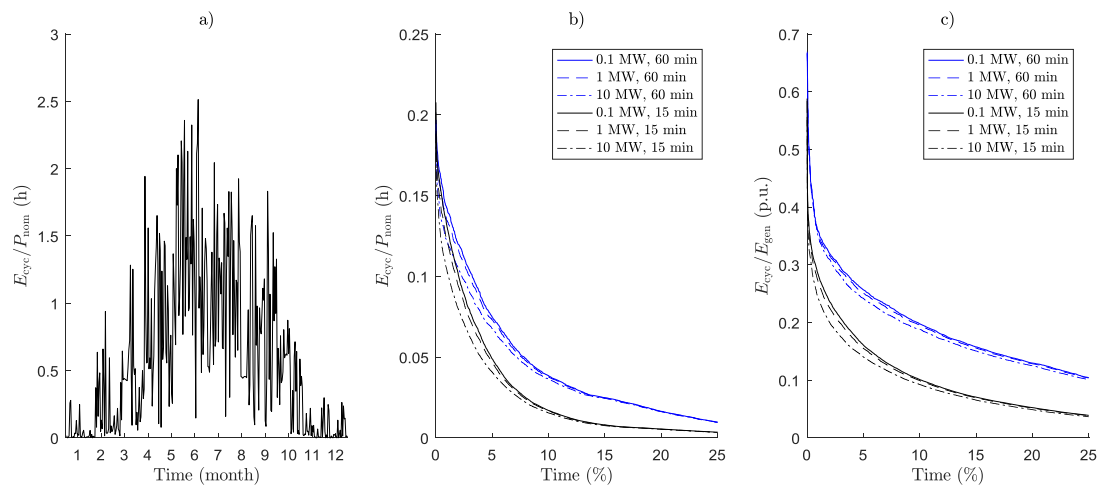 a)
3
2.5
2
1.5
1
0.5
0
E_cyc/P_nom (h)
1 2 3 4 5 6 7 8 9 10 11 12
Time (month)
b)
0.25
0.2
0.15
0.1
0.05
0
E_cyc/P_nom (h)
0.1 MW, 60 min
1 MW, 60 min
10 MW, 60 min
0.1 MW, 15 min
1 MW, 15 min
10 MW, 15 min
0 5 10 15 20 25
Time (%)
c)
0.7
0.6
0.5
0.4
0.3
0.2
0.1
0
E_cyc/E_gen (p.u.)
0.1 MW, 60 min
1 MW, 60 min
10 MW, 60 min
0.1 MW, 15 min
1 MW, 15 min
10 MW, 15 min
0 5 10 15 20 25
Time (%)